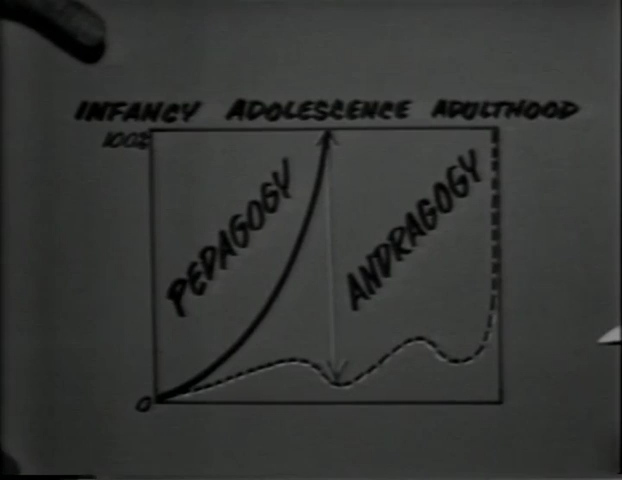 INFANCY ADOLESCENCE ADULTHOOD
100%
PEDAGOGY
ANDRAGOGY
0